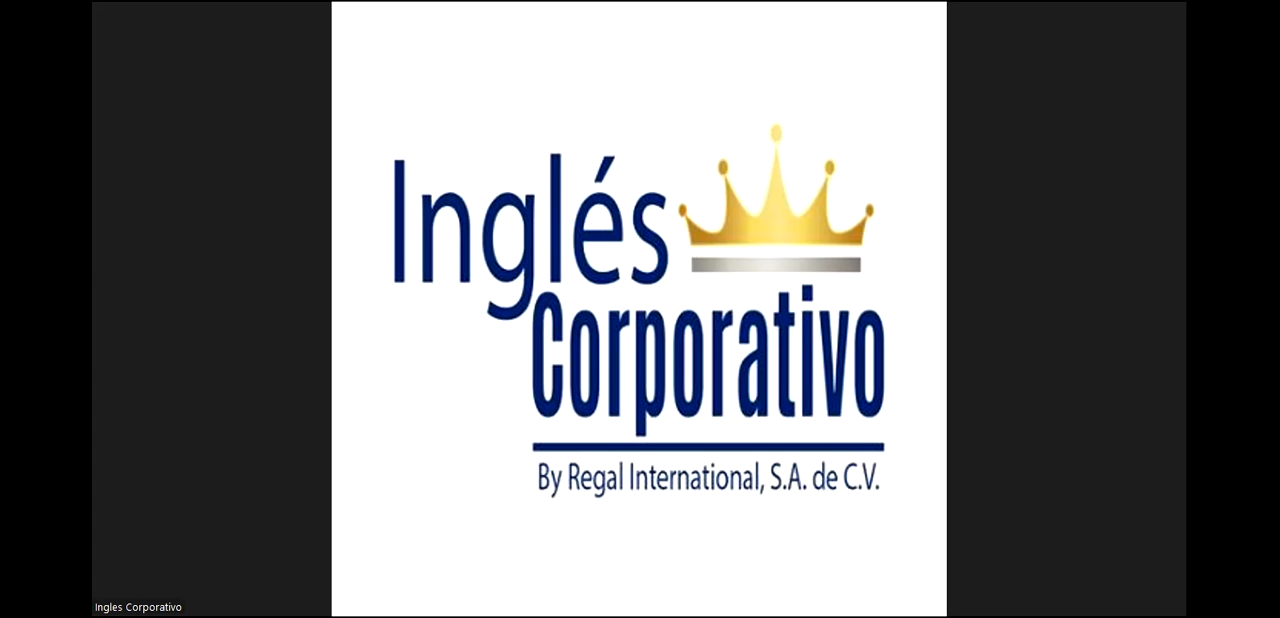 Inglés
Corporativo
By Regal International, S.A. de C.V.
Ingles Corporativo